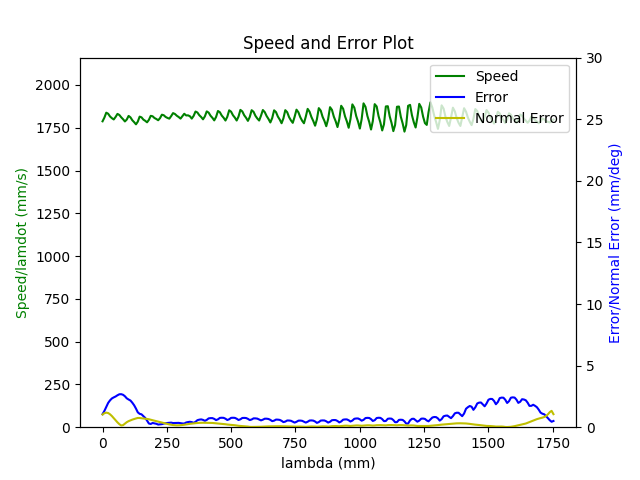 Speed and Error Plot
Speed
Error
Normal Error
2000
1750
1500
1250
1000
750
500
250
0
Speed/lamdot (mm/s)
30
25
20
15
10
5
0
Error/Normal Error (mm/deg)
0 250 500 750 1000 1250 1500 1750
lambda (mm)